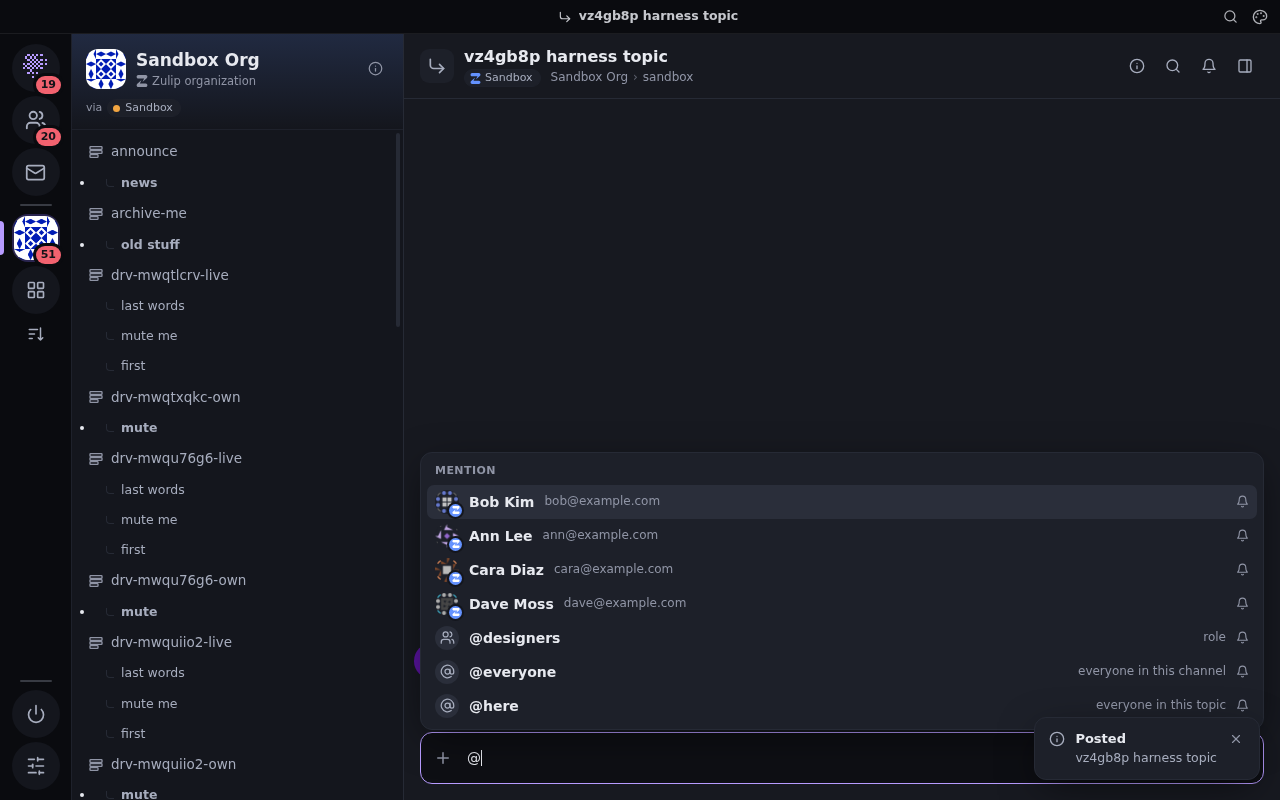 vz4gb8p harness topic
19
20
51
Sandbox Org
Zulip organization
via Sandbox
announce
news
archive-me
old stuff
drv-mwqtlcrv-live
last words
mute me
first
drv-mwqtxqkc-own
mute
drv-mwqu76g6-live
last words
mute me
first
drv-mwqu76g6-own
mute
drv-mwquiio2-live
last words
mute me
first
drv-mwquiio2-own
mute
vz4gb8p harness topic
Sandbox Sandbox Org › sandbox
MENTION
Bob Kim bob@example.com
Ann Lee ann@example.com
Cara Diaz cara@example.com
Dave Moss dave@example.com
@designers role
@everyone everyone in this channel
@here everyone in this topic
@
Posted
vz4gb8p harness topic